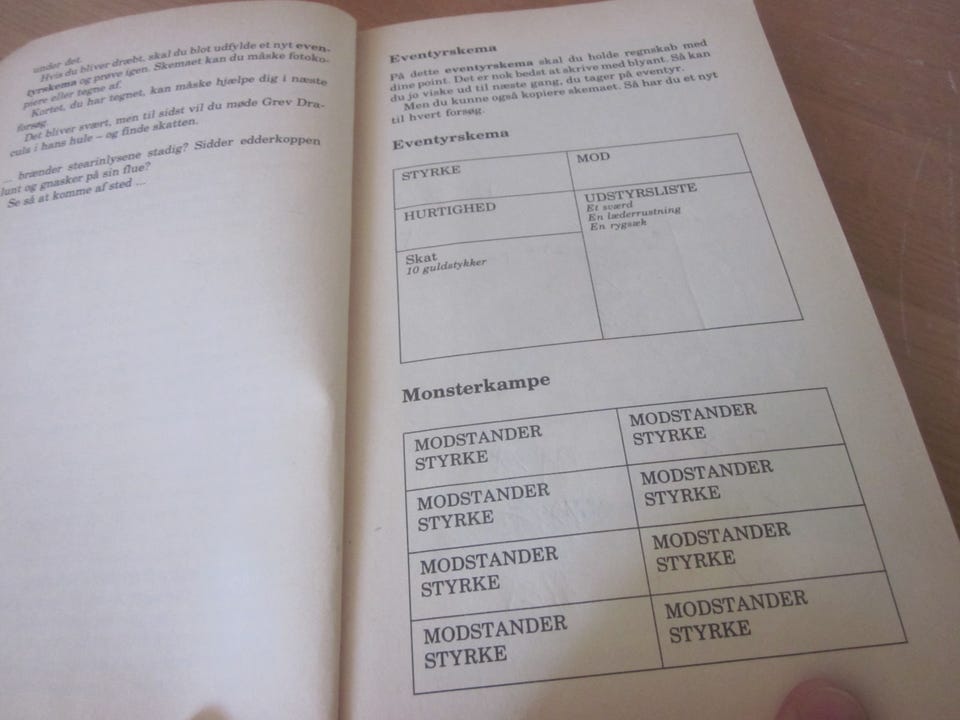 under det.
Hvis du bliver dræbt, skal du blot udfylde et nyt even-
tyrskema og prøve igen. Skemaet kan du måske fotoko-
piere eller tegne af.
Kortet, du har tegnet, kan måske hjælpe dig i næste
forsøg.
Det bliver svært, men til sidst vil du møde Grev Dra-
cula i hans hule – og finde skatten.
... brænder stearinlysene stadig? Sidder edderkoppen
lunt og gnasker på sin flue?
Se så at komme af sted ...
Eventyrskema
På dette eventyrskema skal du holde regnskab med
dine point. Det er nok bedst at skrive med blyant. Så kan
du jo viske ud til næste gang, du tager på eventyr.
Men du kunne også kopiere skemaet. Så har du et nyt
til hvert forsøg.
Eventyrskema
STYRKE
MOD
HURTIGHED
UDSTYRSLISTE
Et sværd
En læderrustning
En rygsæk
Skat
10 guldstykker
Monsterkampe
MODSTANDER
STYRKE
MODSTANDER
STYRKE
MODSTANDER
STYRKE
MODSTANDER
STYRKE
MODSTANDER
STYRKE
MODSTANDER
STYRKE
MODSTANDER
STYRKE
MODSTANDER
STYRKE